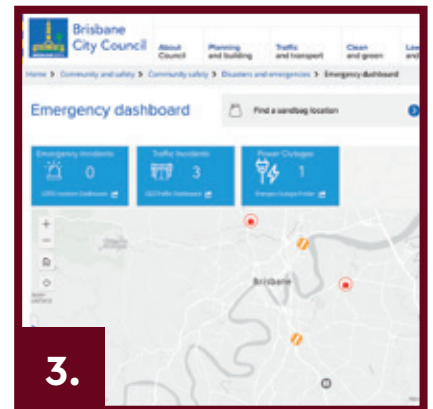 Brisbane
City Council
About
Council
Planning
and building
Traffic
and transport
Clean
and green
Home > Community and safety > Community safety > Disasters and emergencies > Emergency dashboard
Emergency dashboard
Find a sandbag location
Emergency Incidents
0
Traffic Incidents
3
Power Outages
1
Brisbane
3.